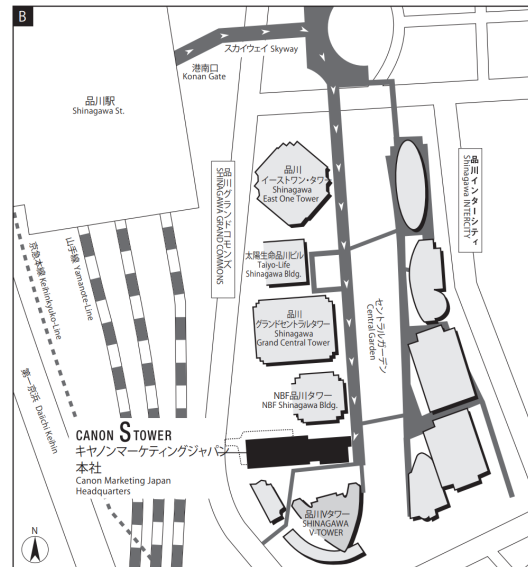 B
スカイウェイ Skyway
港南口
Konan Gate
品川駅
Shinagawa St.
品川グランドコモンズ
SHINAGAWA GRAND COMMONS
品川インターシティ
Shinagawa INTERCITY
品川
イーストワン・タワー
Shinagawa
East One Tower
太陽生命品川ビル
Taiyo-Life
Shinagawa Bldg.
品川
グランドセントラルタワー
Shinagawa
Grand Central Tower
セントラルガーデン
Central Garden
NBF品川タワー
NBF Shinagawa Bldg.
京急本線 Keihinkyuko-Line
山手線 Yamanote-Line
第一京浜 Daiichi Keihin
CANON S TOWER
キヤノンマーケティングジャパン
本社
Canon Marketing Japan
Headquarters
品川Vタワー
SHINAGAWA
V-TOWER
N